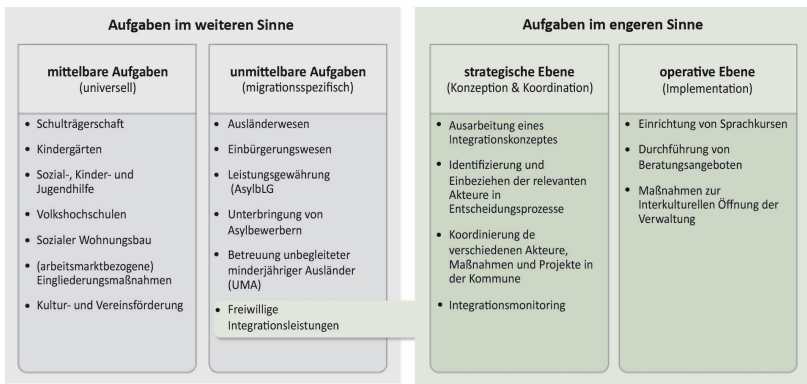 Aufgaben im weiteren Sinne
mittelbare Aufgaben
(universell)
• Schulträgerschaft
• Kindergärten
• Sozial-, Kinder- und
Jugendhilfe
• Volkshochschulen
• Sozialer Wohnungsbau
• (arbeitsmarktbezogene)
Eingliederungsmaßnahmen
• Kultur- und Vereinsförderung
unmittelbare Aufgaben
(migrationsspezifisch)
• Ausländerwesen
• Einbürgerungswesen
• Leistungsgewährung
(AsylbLG
• Unterbringung von
Asylbewerbern
• Betreuung unbegleiteter
minderjähriger Ausländer
(UMA)
• Freiwillige
Integrationsleistungen
Aufgaben im engeren Sinne
strategische Ebene
(Konzeption & Koordination)
• Ausarbeitung eines
Integrationskonzeptes
• Identifizierung und
Einbeziehen der relevanten
Akteure in
Entscheidungsprozesse
• Koordinierung de
verschiedenen Akteure,
Maßnahmen und Projekte in
der Kommune
• Integrationsmonitoring
operative Ebene
(Implementation)
• Einrichtung von Sprachkursen
• Durchführung von
Beratungsangeboten
• Maßnahmen zur
Interkulturellen Öffnung der
Verwaltung